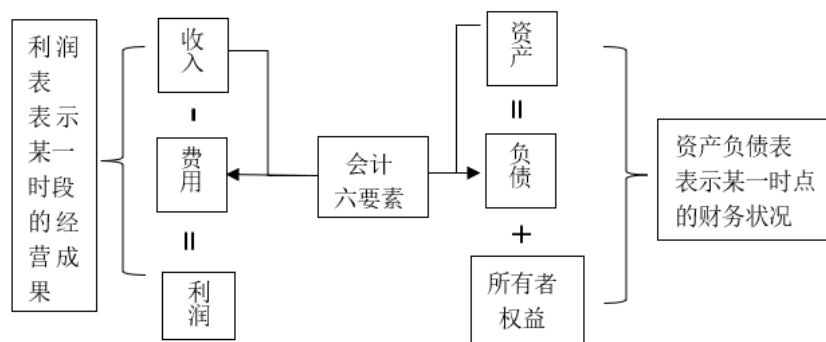 利润
表
表示
某一
时段
的经
营成
果
收
入
-
费
用
=
利
润
会计
六要素
资
产
=
负
债
+
所有者
权益
资产负债表
表示某一时点
的财务状况